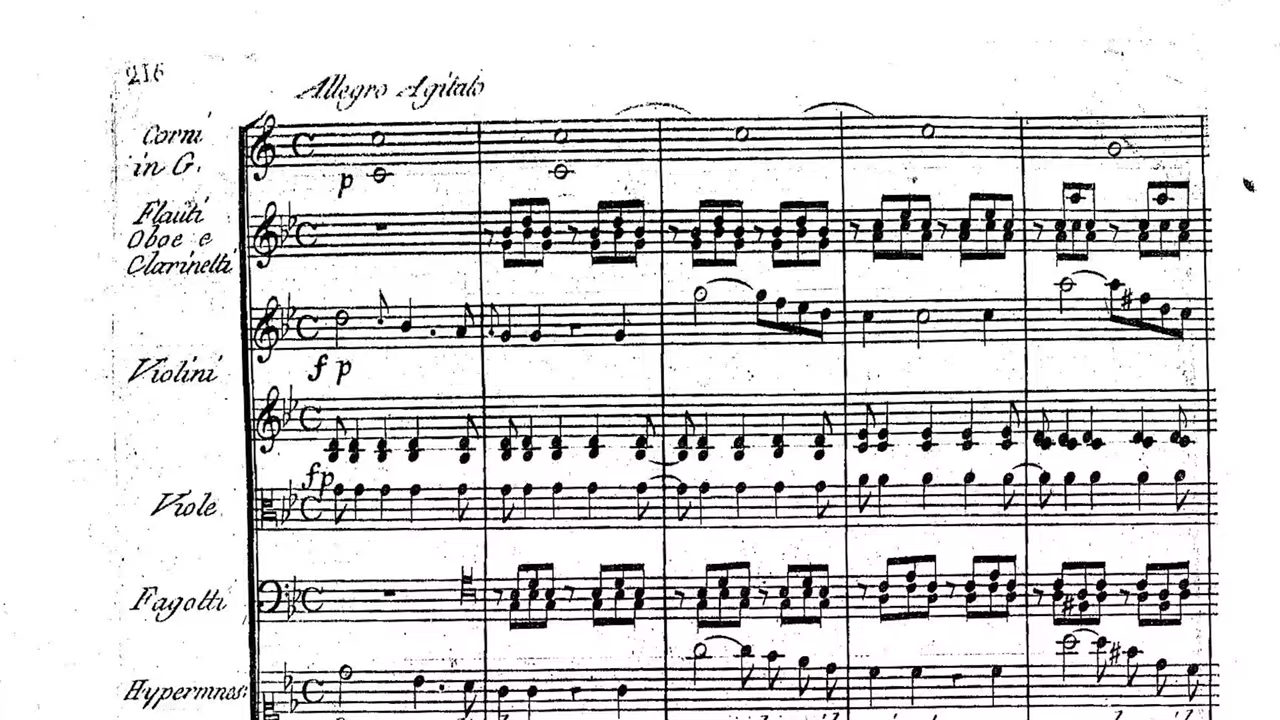 216
Allegro Agitato
Corni
in G.
p
Flauti
Oboe e
Clarinetti
Violini
f p
fp
Viole
Fagotti
Hypermnes: